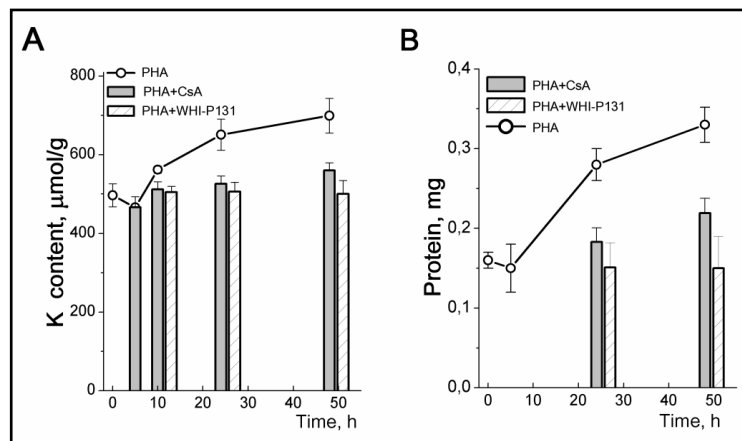 A
K content, μmol/g
800
600
400
200
0
PHA
PHA+CsA
PHA+WHI-P131
0 10 20 30 40 50
Time, h
B
Protein, mg
0,4
0,3
0,2
0,1
0,0
PHA+CsA
PHA+WHI-P131
PHA
0 10 20 30 40 50
Time, h